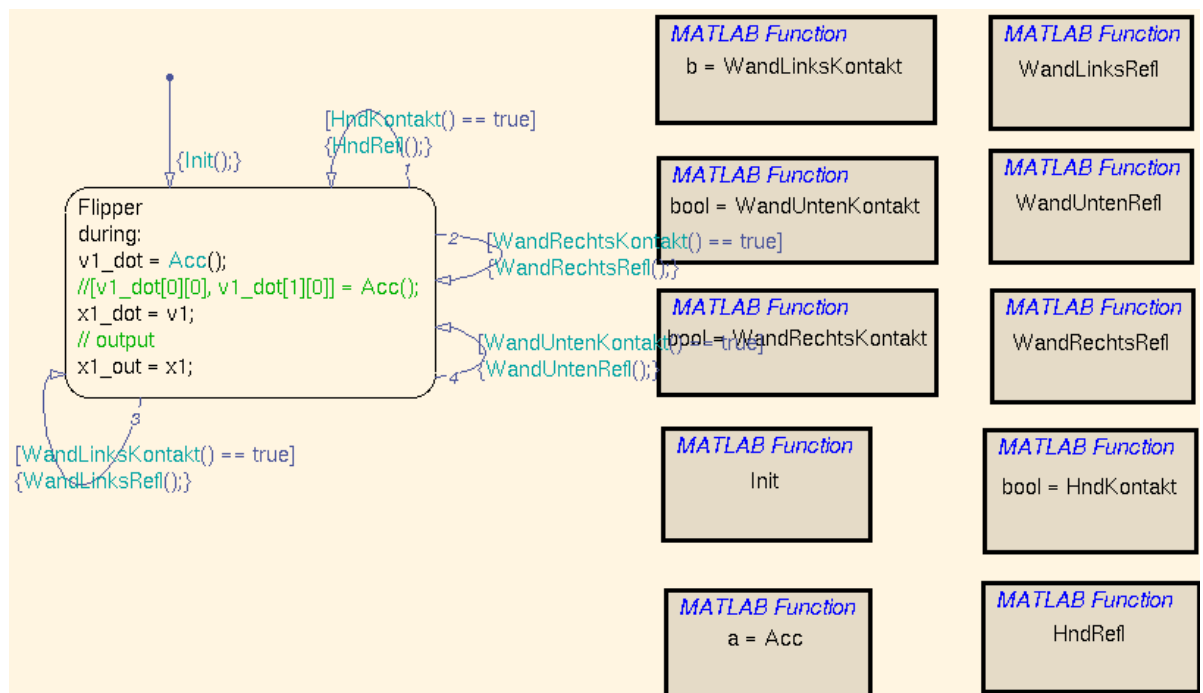 {Init();}
[HndKontakt() == true]
{HndRefl();}
1
Flipper
during:
v1_dot = Acc();
//[v1_dot[0][0], v1_dot[1][0]] = Acc();
x1_dot = v1;
// output
x1_out = x1;
2
[WandRechtsKontakt() == true]
{WandRechtsRefl();}
[WandUntenKontakt() == true]
{WandUntenRefl();}
4
3
[WandLinksKontakt() == true]
{WandLinksRefl();}
MATLAB Function
b = WandLinksKontakt
MATLAB Function
WandLinksRefl
MATLAB Function
bool = WandUntenKontakt
MATLAB Function
WandUntenRefl
MATLAB Function
bool = WandRechtsKontakt
MATLAB Function
WandRechtsRefl
MATLAB Function
Init
MATLAB Function
bool = HndKontakt
MATLAB Function
a = Acc
MATLAB Function
HndRefl